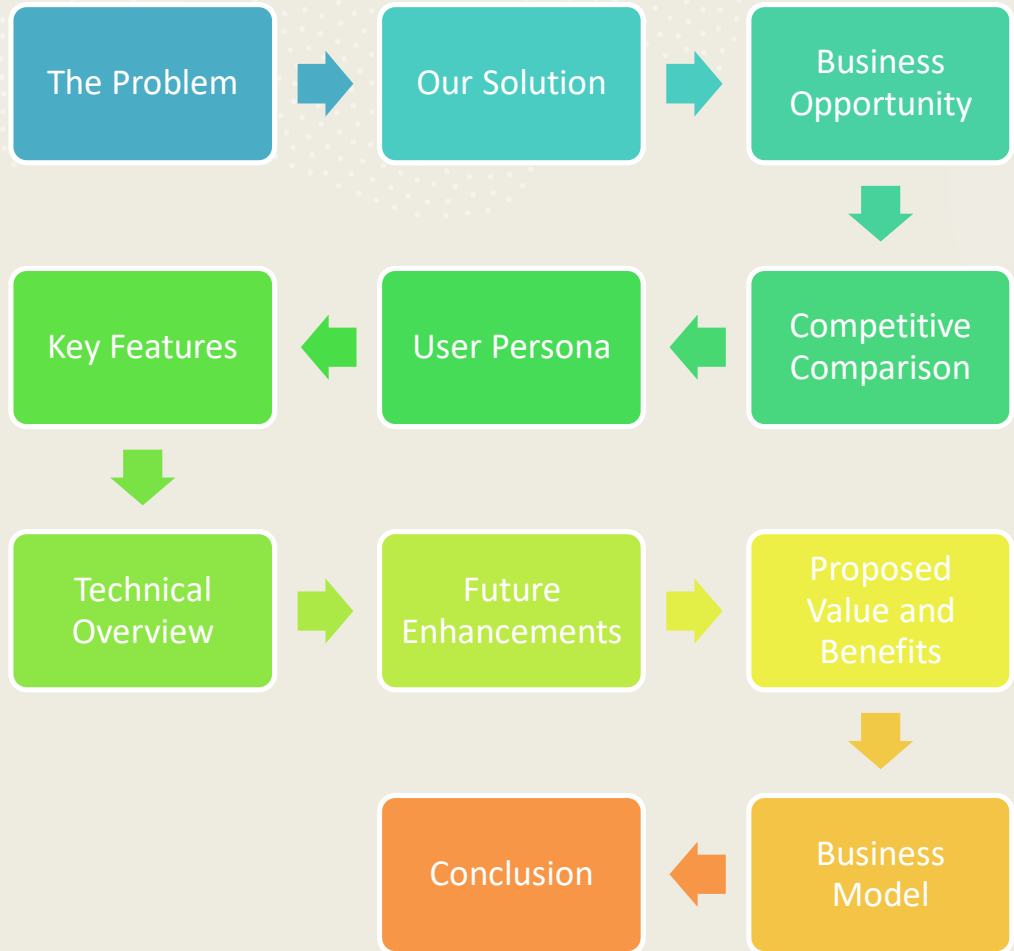 The Problem
Our Solution
Business
Opportunity
Competitive
Comparison
User Persona
Key Features
Technical
Overview
Future
Enhancements
Proposed
Value and
Benefits
Business
Model
Conclusion